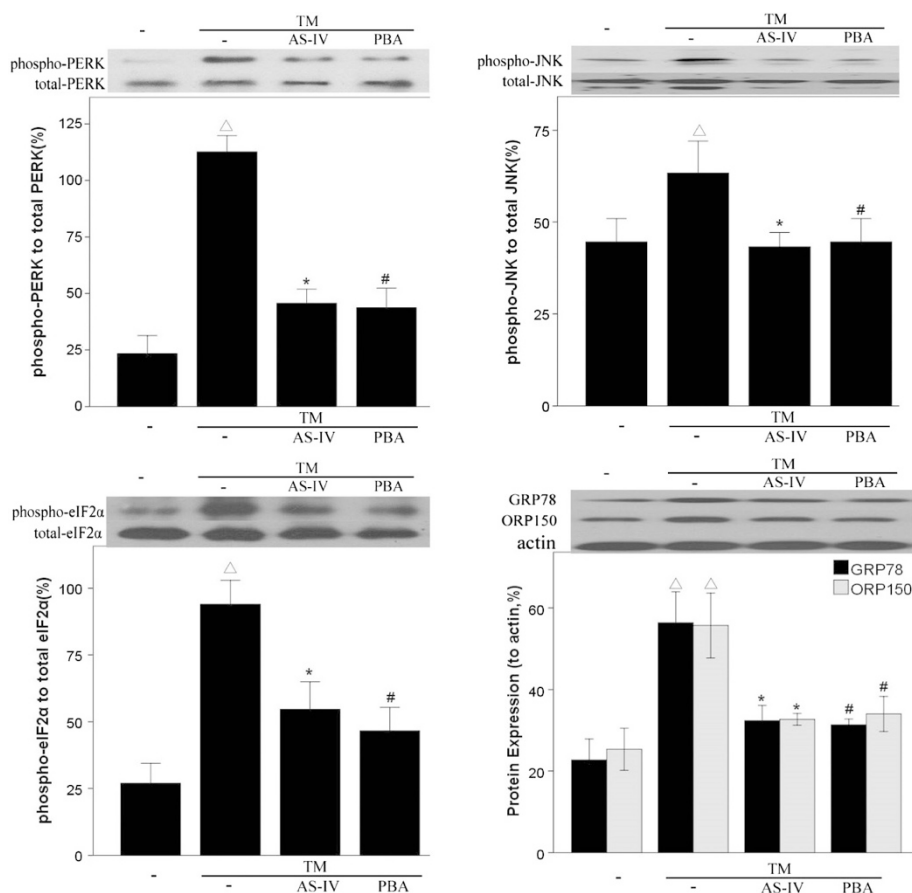 TM
- - AS-IV PBA
phospho-PERK
total-PERK
phospho-PERK to total PERK(%)
125
100
75
50
25
0
△
*
#
- - AS-IV PBA
TM
TM
- - AS-IV PBA
phospho-JNK
total-JNK
phospho-JNK to total JNK(%)
75
50
25
0
△
*
#
TM
- - AS-IV PBA
TM
- - AS-IV PBA
phospho-eIF2α
total-eIF2α
phospho-eIF2α to total eIF2α(%)
100
75
50
25
0
△
*
#
TM
- - AS-IV PBA
TM
- - AS-IV PBA
GRP78
ORP150
actin
Protein Expression (to actin,%)
60
40
20
0
GRP78
ORP150
△ △
* *
# #
TM
- - AS-IV PBA